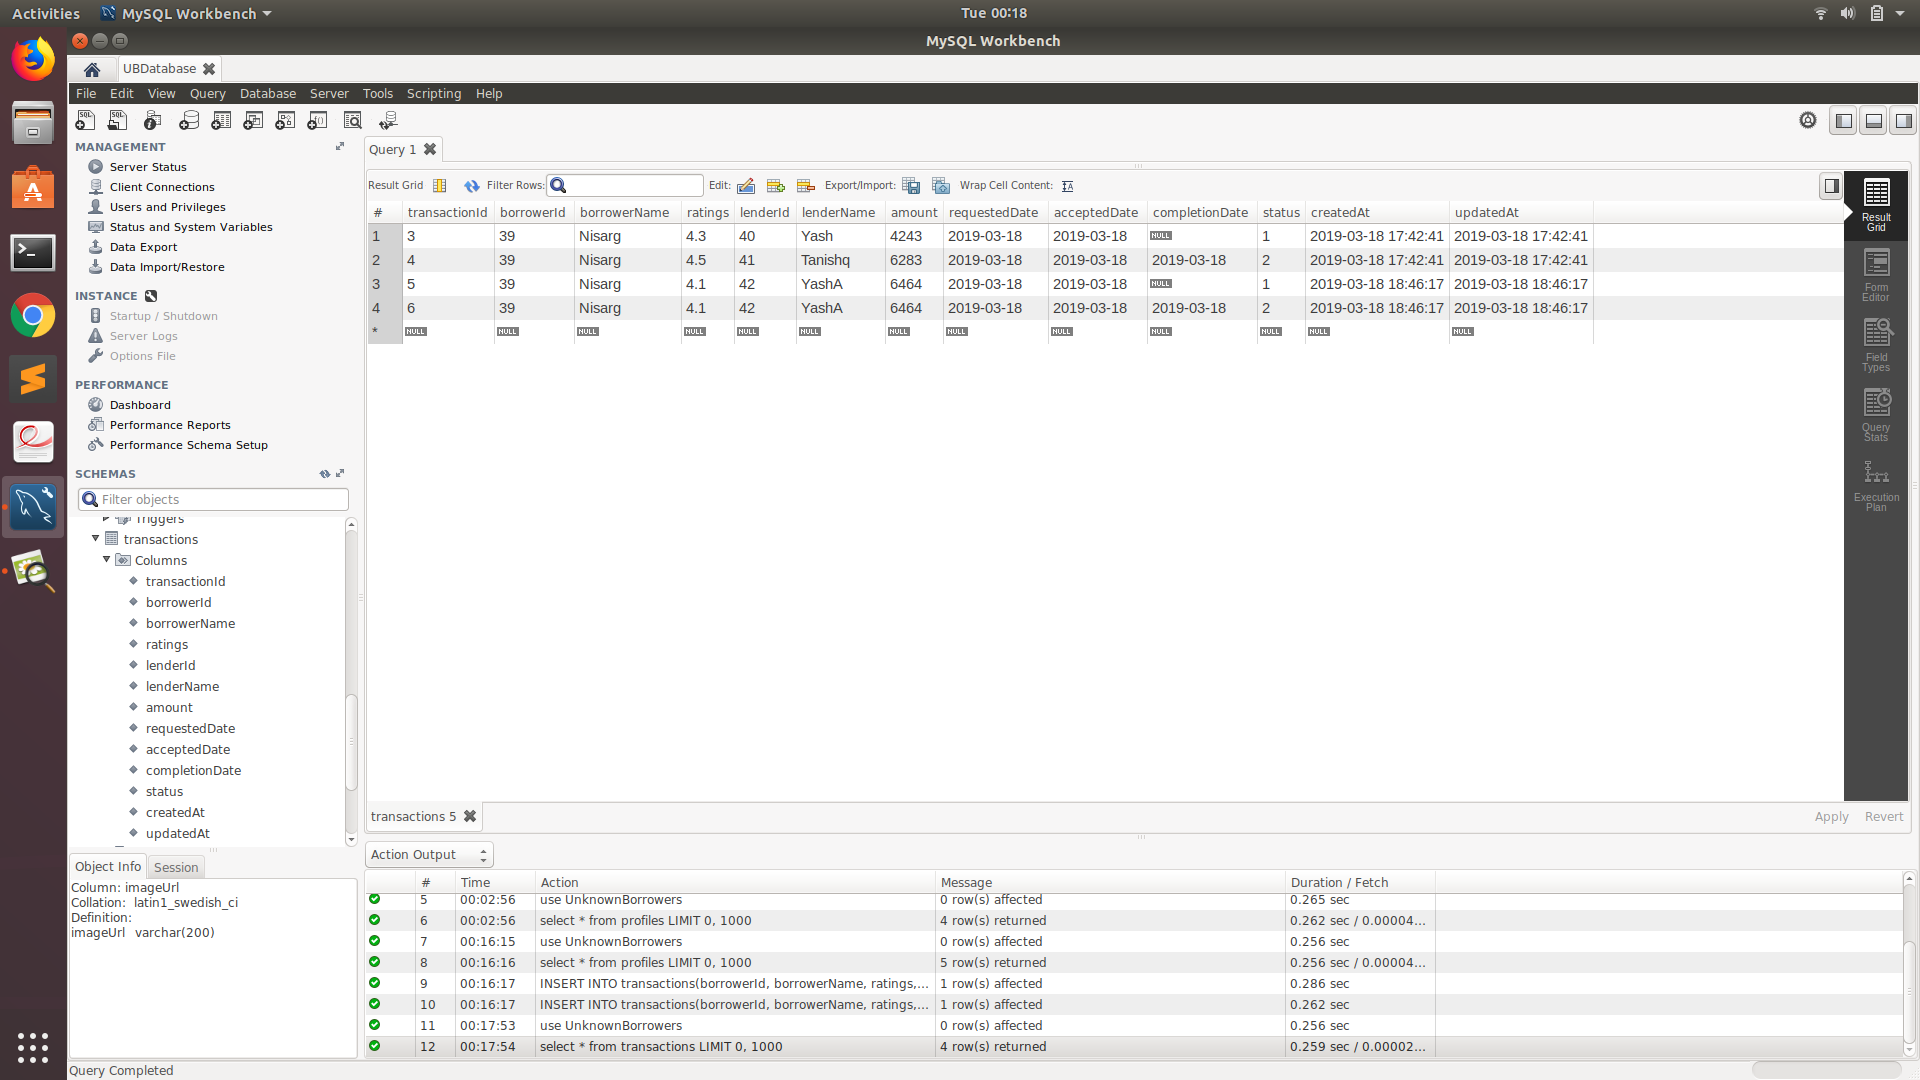 Activities MySQL Workbench Tue 00:18
MySQL Workbench
UBDatabase
File Edit View Query Database Server Tools Scripting Help
MANAGEMENT
Server Status
Client Connections
Users and Privileges
Status and System Variables
Data Export
Data Import/Restore
INSTANCE
Startup / Shutdown
Server Logs
Options File
PERFORMANCE
Dashboard
Performance Reports
Performance Schema Setup
SCHEMAS
Filter objects
Triggers
transactions
Columns
transactionId
borrowerId
borrowerName
ratings
lenderId
lenderName
amount
requestedDate
acceptedDate
completionDate
status
createdAt
updatedAt
Object Info Session
Column: imageUrl
Collation: latin1_swedish_ci
Definition:
imageUrl varchar(200)
Query Completed
Query 1
Result Grid Filter Rows: Edit: Export/Import: Wrap Cell Content:
# transactionId borrowerId borrowerName ratings lenderId lenderName amount requestedDate acceptedDate completionDate status createdAt updatedAt
1 3 39 Nisarg 4.3 40 Yash 4243 2019-03-18 2019-03-18 NULL 1 2019-03-18 17:42:41 2019-03-18 17:42:41
2 4 39 Nisarg 4.5 41 Tanishq 6283 2019-03-18 2019-03-18 2019-03-18 2 2019-03-18 17:42:41 2019-03-18 17:42:41
3 5 39 Nisarg 4.1 42 YashA 6464 2019-03-18 2019-03-18 NULL 1 2019-03-18 18:46:17 2019-03-18 18:46:17
4 6 39 Nisarg 4.1 42 YashA 6464 2019-03-18 2019-03-18 2019-03-18 2 2019-03-18 18:46:17 2019-03-18 18:46:17
* NULL NULL NULL NULL NULL NULL NULL NULL NULL NULL NULL NULL NULL
Result
Grid
Form
Editor
Field
Types
Query
Stats
Execution
Plan
transactions 5 Apply Revert
Action Output
# Time Action Message Duration / Fetch
5 00:02:56 use UnknownBorrowers 0 row(s) affected 0.265 sec
6 00:02:56 select * from profiles LIMIT 0, 1000 4 row(s) returned 0.262 sec / 0.00004...
7 00:16:15 use UnknownBorrowers 0 row(s) affected 0.256 sec
8 00:16:16 select * from profiles LIMIT 0, 1000 5 row(s) returned 0.256 sec / 0.00004...
9 00:16:17 INSERT INTO transactions(borrowerId, borrowerName, ratings,... 1 row(s) affected 0.286 sec
10 00:16:17 INSERT INTO transactions(borrowerId, borrowerName, ratings,... 1 row(s) affected 0.262 sec
11 00:17:53 use UnknownBorrowers 0 row(s) affected 0.256 sec
12 00:17:54 select * from transactions LIMIT 0, 1000 4 row(s) returned 0.259 sec / 0.00002...